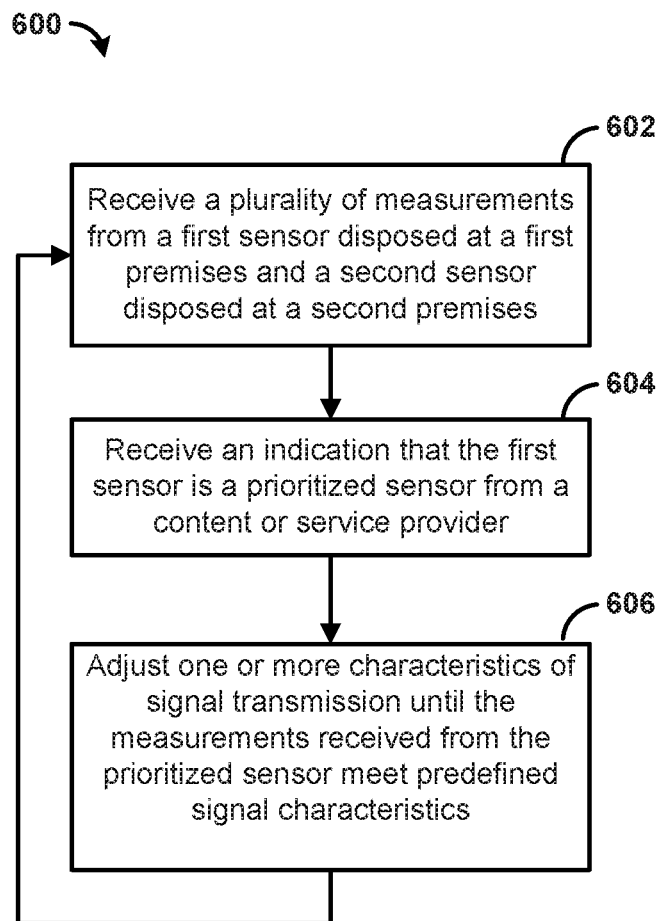 600
602
Receive a plurality of measurements
from a first sensor disposed at a first
premises and a second sensor
disposed at a second premises
604
Receive an indication that the first
sensor is a prioritized sensor from a
content or service provider
606
Adjust one or more characteristics of
signal transmission until the
measurements received from the
prioritized sensor meet predefined
signal characteristics